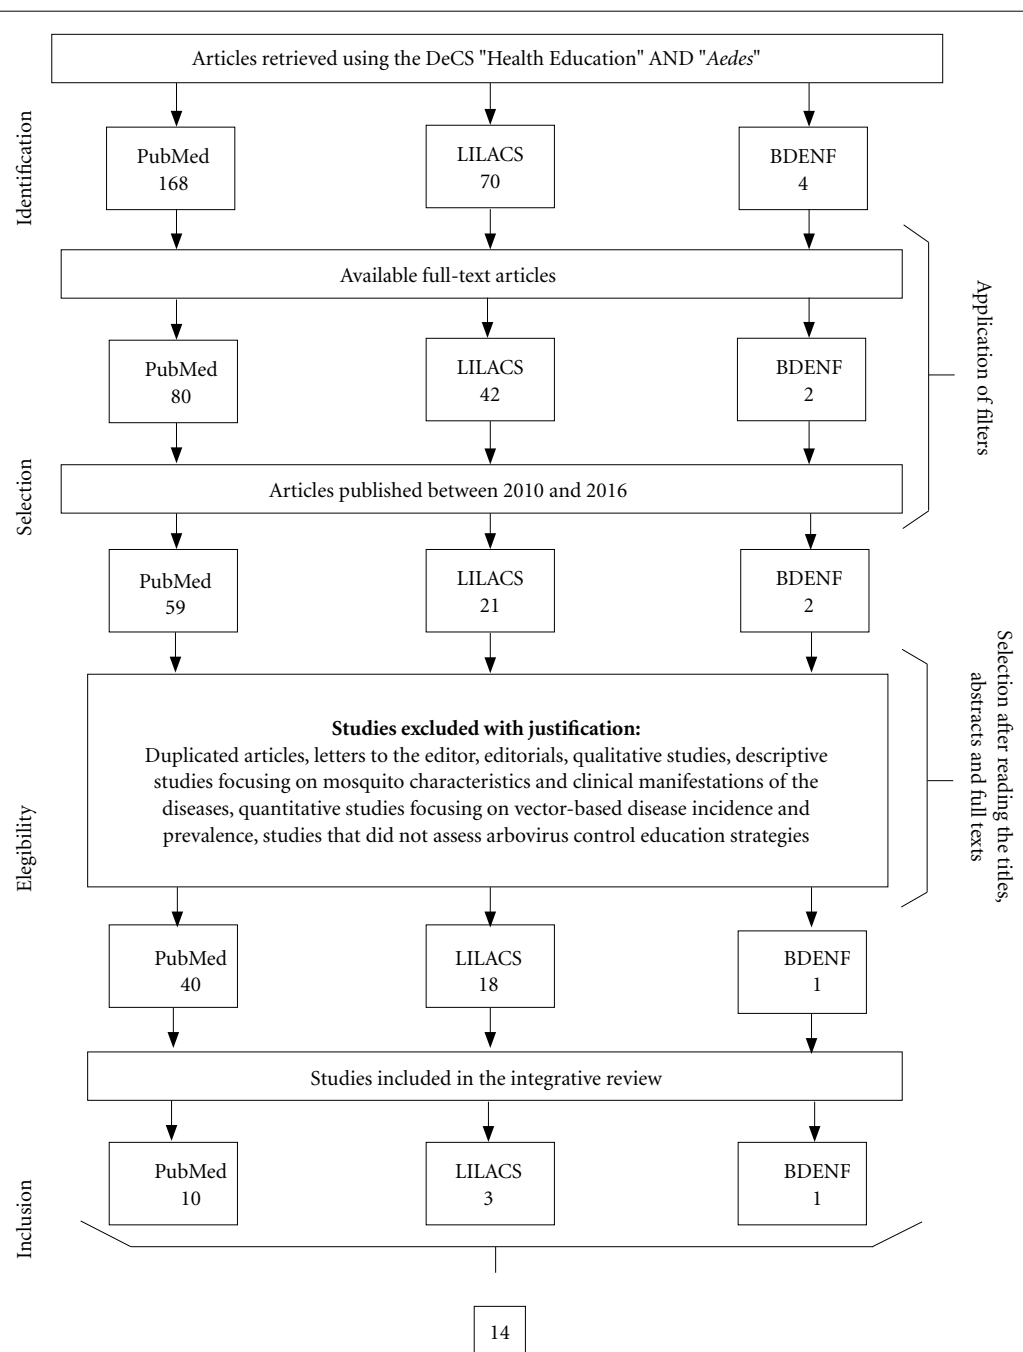 Articles retrieved using the DeCS "Health Education" AND "Aedes"
Identification
PubMed
168
LILACS
70
BDENF
4
Available full-text articles
Application of filters
PubMed
80
LILACS
42
BDENF
2
Selection
Articles published between 2010 and 2016
PubMed
59
LILACS
21
BDENF
2
Elegibility
Studies excluded with justification:
Duplicated articles, letters to the editor, editorials, qualitative studies, descriptive
studies focusing on mosquito characteristics and clinical manifestations of the
diseases, quantitative studies focusing on vector-based disease incidence and
prevalence, studies that did not assess arbovirus control education strategies
Selection after reading the titles,
abstracts and full texts
PubMed
40
LILACS
18
BDENF
1
Studies included in the integrative review
Inclusion
PubMed
10
LILACS
3
BDENF
1
14